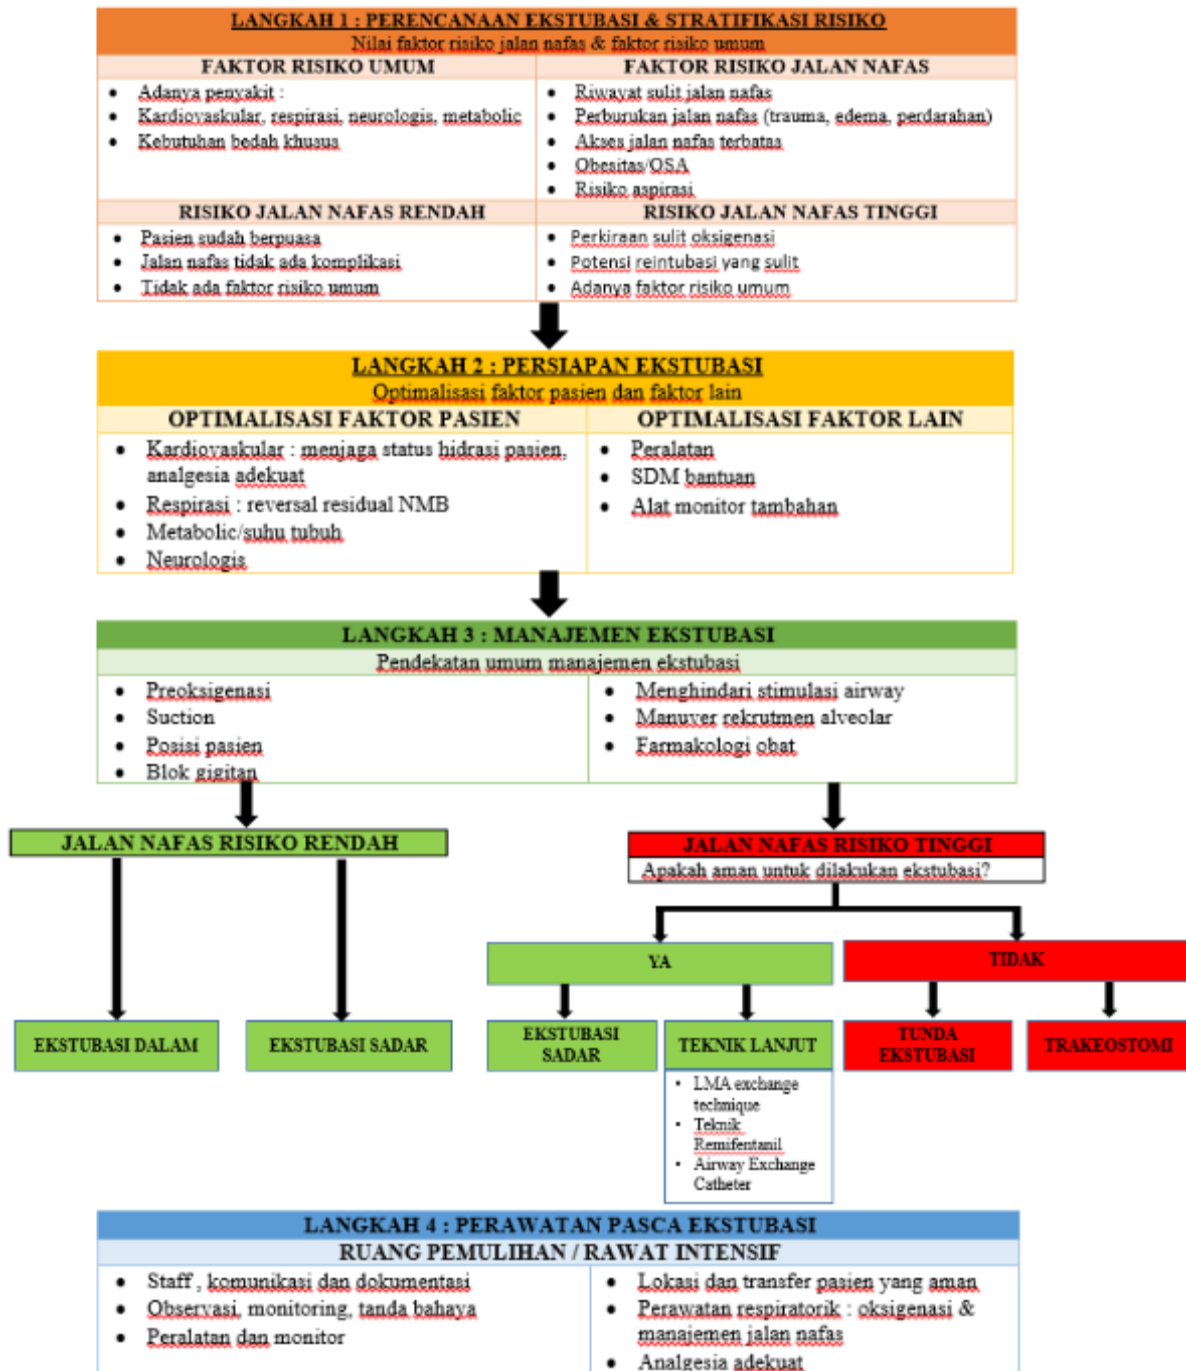 LANGKAH 1 : PERENCANAAN EKSTUBASI & STRATIFIKASI RISIKO
Nilai faktor risiko jalan nafas & faktor risiko umum
FAKTOR RISIKO UMUM
• Adanya penyakit :
• Kardiovaskular, respirasi, neurologis, metabolic
• Kebutuhan bedah khusus
FAKTOR RISIKO JALAN NAFAS
• Riwayat sulit jalan nafas
• Perburukan jalan nafas (trauma, edema, perdarahan)
• Akses jalan nafas terbatas
• Obesitas/OSA
• Risiko aspirasi
RISIKO JALAN NAFAS RENDAH
• Pasien sudah berpuasa
• Jalan nafas tidak ada komplikasi
• Tidak ada faktor risiko umum
RISIKO JALAN NAFAS TINGGI
• Perkiraan sulit oksigenasi
• Potensi reintubasi yang sulit
• Adanya faktor risiko umum
LANGKAH 2 : PERSIAPAN EKSTUBASI
Optimalisasi faktor pasien dan faktor lain
OPTIMALISASI FAKTOR PASIEN
• Kardiovaskular : menjaga status hidrasi pasien,
analgesia adekuat
• Respirasi : reversal residual NMB
• Metabolic/suhu tubuh
• Neurologis
OPTIMALISASI FAKTOR LAIN
• Peralatan
• SDM bantuan
• Alat monitor tambahan
LANGKAH 3 : MANAJEMEN EKSTUBASI
Pendekatan umum manajemen ekstubasi
• Preoksigenasi
• Suction
• Posisi pasien
• Blok gigitan
• Menghindari stimulasi airway
• Manuver rekrutmen alveolar
• Farmakologi obat
JALAN NAFAS RISIKO RENDAH
JALAN NAFAS RISIKO TINGGI
Apakah aman untuk dilakukan ekstubasi?
YA
TIDAK
EKSTUBASI DALAM
EKSTUBASI SADAR
EKSTUBASI
SADAR
TEKNIK LANJUT
• LMA exchange
technique
• Teknik
Remifentanil
• Airway Exchange
Catheter
TUNDA
EKSTUBASI
TRAKEOSTOMI
LANGKAH 4 : PERAWATAN PASCA EKSTUBASI
RUANG PEMULIHAN / RAWAT INTENSIF
• Staff , komunikasi dan dokumentasi
• Observasi, monitoring, tanda bahaya
• Peralatan dan monitor
• Lokasi dan transfer pasien yang aman
• Perawatan respiratorik : oksigenasi &
manajemen jalan nafas
• Analgesia adekuat